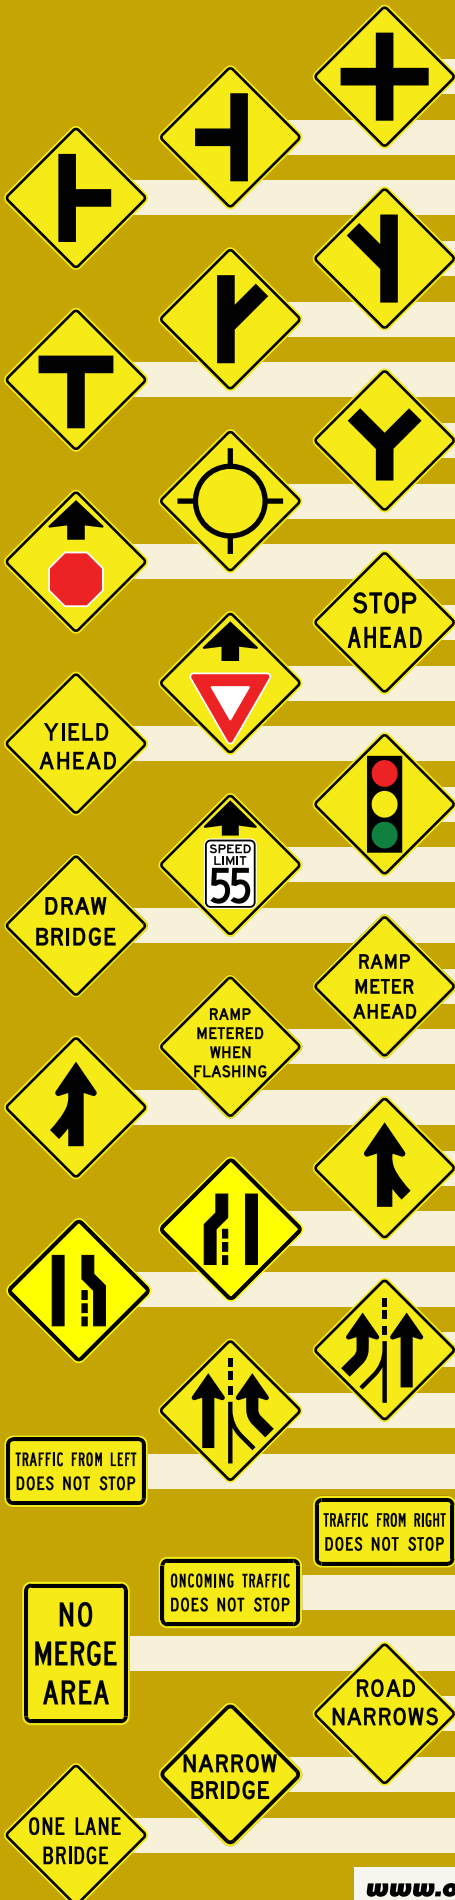 STOP
AHEAD
YIELD
AHEAD
SPEED
LIMIT
55
DRAW
BRIDGE
RAMP
METER
AHEAD
RAMP
METERED
WHEN
FLASHING
TRAFFIC FROM LEFT
DOES NOT STOP
TRAFFIC FROM RIGHT
DOES NOT STOP
ONCOMING TRAFFIC
DOES NOT STOP
NO
MERGE
AREA
ROAD
NARROWS
NARROW
BRIDGE
ONE LANE
BRIDGE